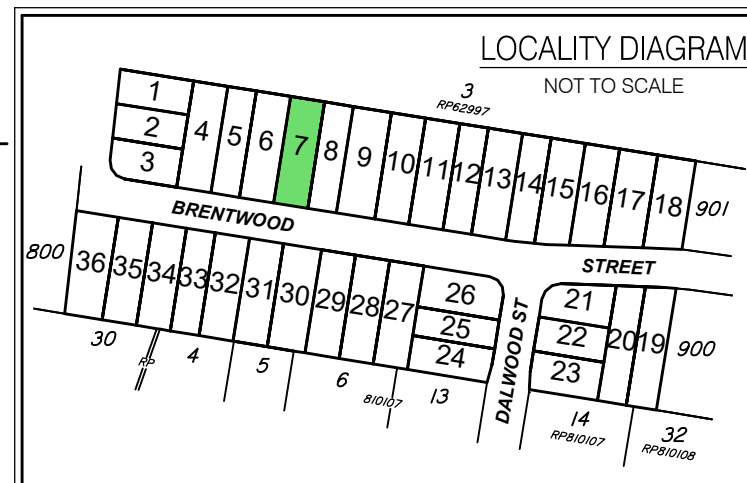 LOCALITY DIAGRAM
NOT TO SCALE
3
RP62997
1
2
3
4 5 6 7 8 9 10 11 12 13 14 15 16 17 18 901
BRENTWOOD STREET
800 36 35 34 33 32 31 30 29 28 27
26
25
24
DALWOOD ST
21
22
23
20 19 900
30
RP
4
5
6
810107
13
14
RP810107
32
RP810108